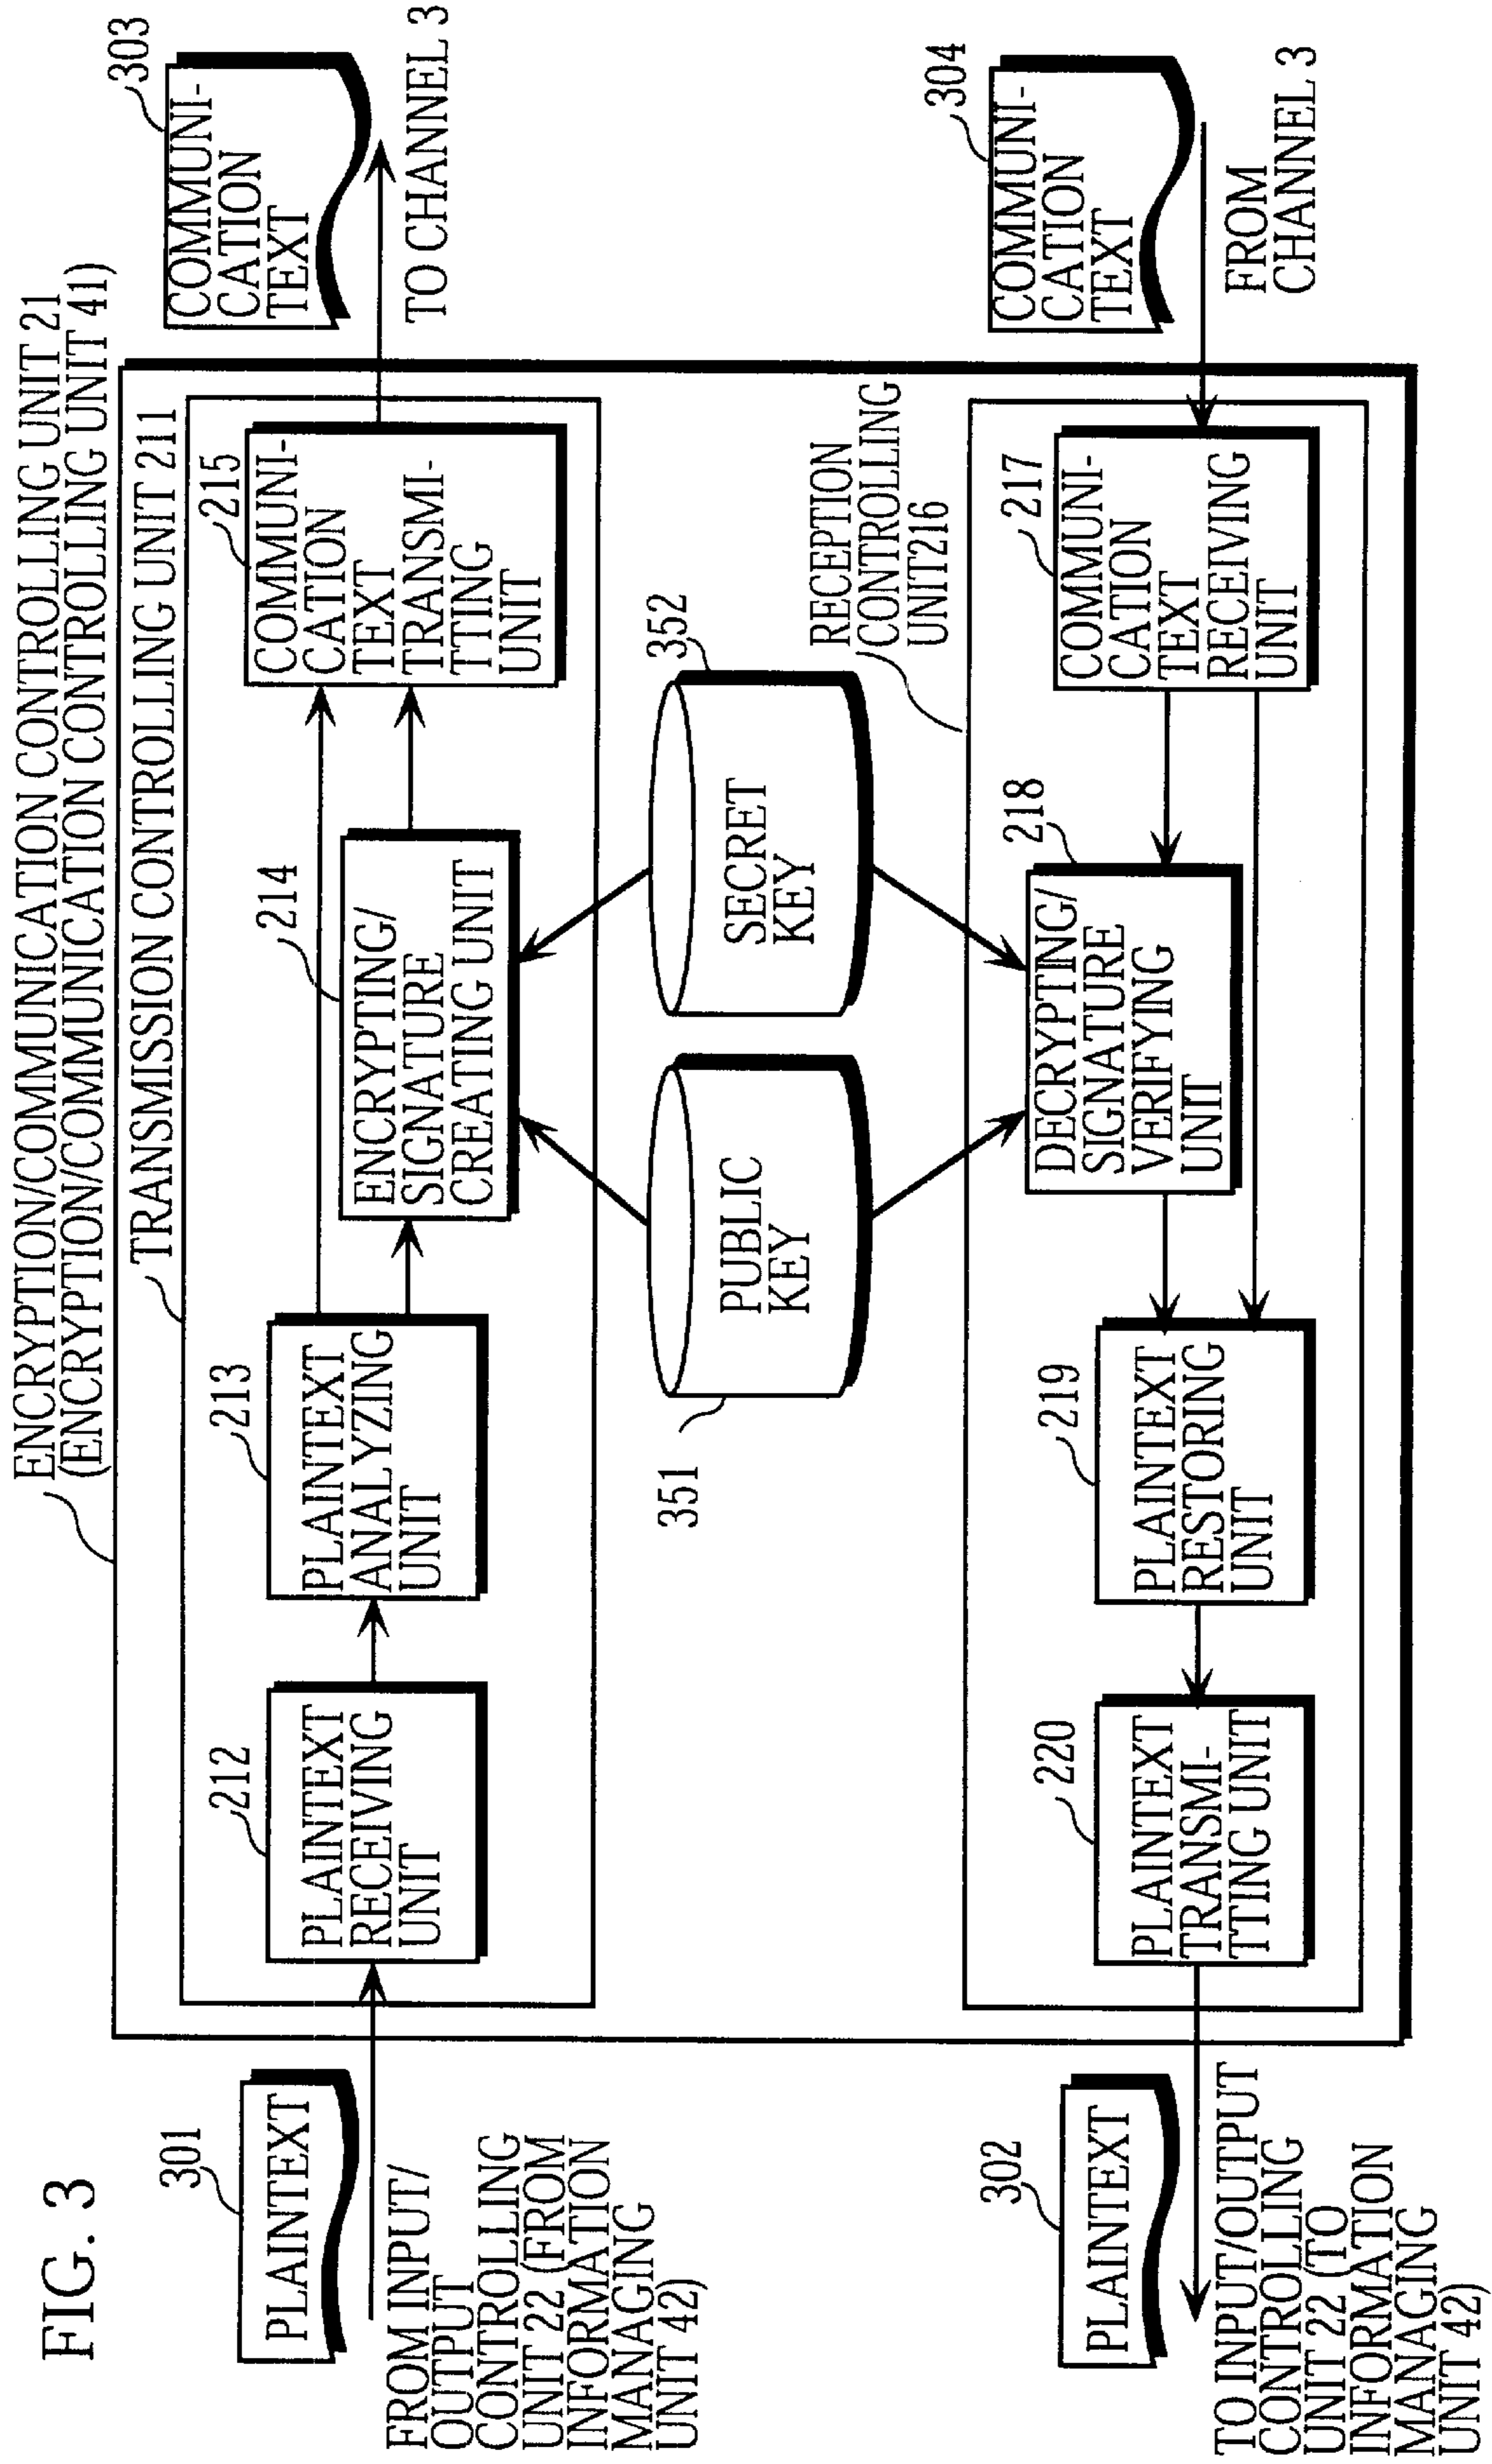 FIG. 3
ENCRYPTION/COMMUNICATION CONTROLLING UNIT 21
(ENCRYPTION/COMMUNICATION CONTROLLING UNIT 41)
TRANSMISSION CONTROLLING UNIT 211
301
PLAINTEXT
FROM INPUT/
OUTPUT
CONTROLLING
UNIT 22 (FROM
INFORMATION
MANAGING
UNIT 42)
212
PLAINTEXT
RECEIVING
UNIT
213
PLAINTEXT
ANALYZING
UNIT
214
ENCRYPTING/
SIGNATURE
CREATING UNIT
215
COMMUNI-
CATION
TEXT
TRANSMI-
TTING
UNIT
303
COMMUNI-
CATION
TEXT
TO CHANNEL 3
351
PUBLIC
KEY
352
SECRET
KEY
RECEPTION
CONTROLLING
UNIT216
302
PLAINTEXT
TO INPUT/OUTPUT
CONTROLLING
UNIT 22 (TO
INFORMATION
MANAGING
UNIT 42)
220
PLAINTEXT
TRANSMI-
TTING UNIT
219
PLAINTEXT
RESTORING
UNIT
218
DECRYPTING/
SIGNATURE
VERIFYING
UNIT
217
COMMUNI-
CATION
TEXT
RECEIVING
UNIT
304
COMMUNI-
CATION
TEXT
FROM
CHANNEL 3